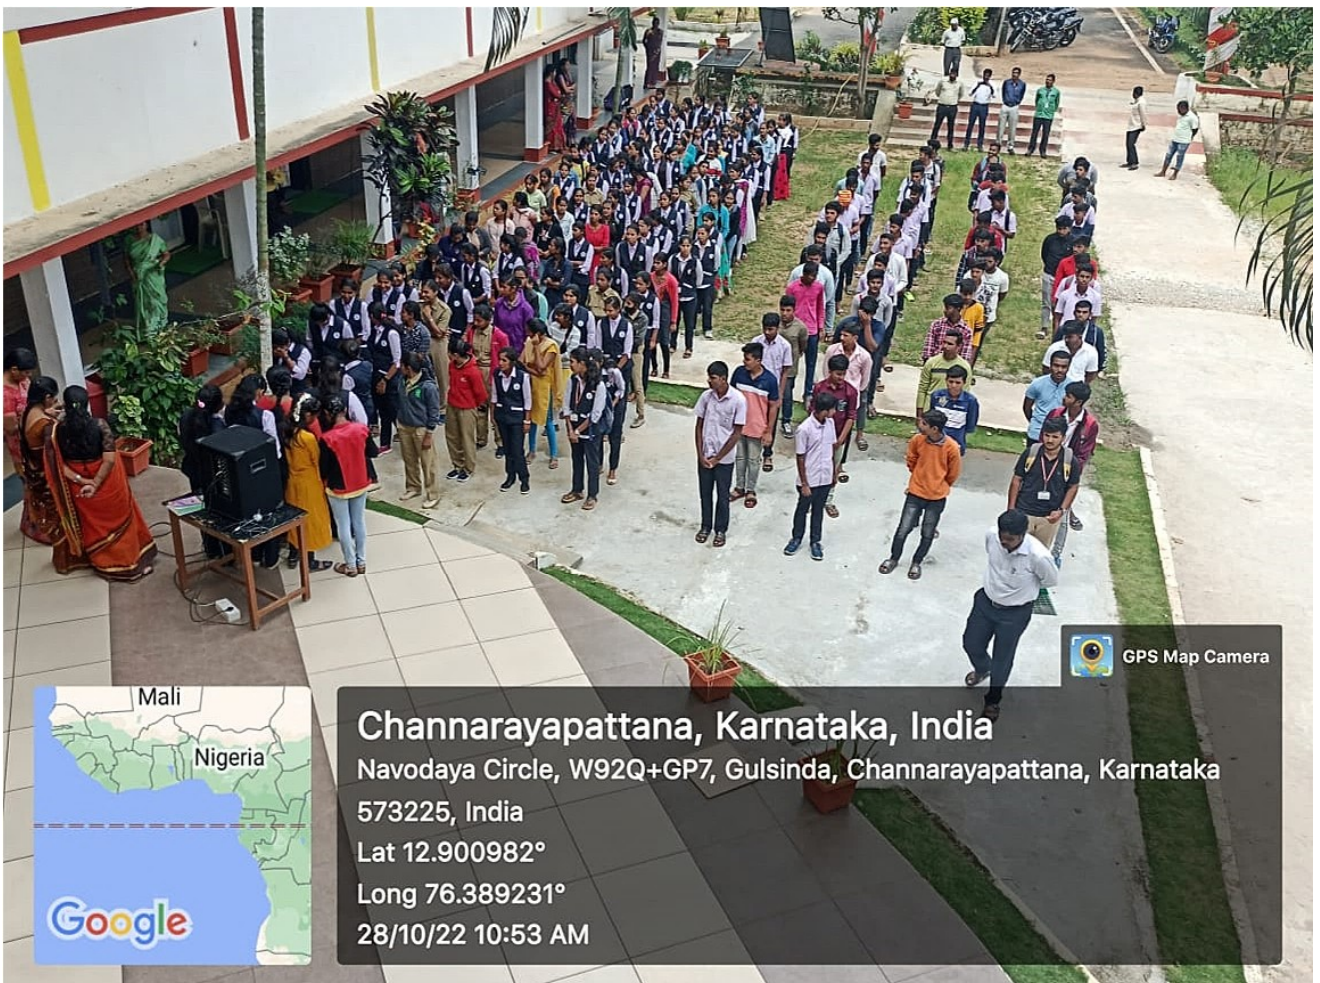 GPS Map Camera
Mali
Nigeria
Google
Channarayapattana, Karnataka, India
Navodaya Circle, W92Q+GP7, Gulsinda, Channarayapattana, Karnataka
573225, India
Lat 12.900982°
Long 76.389231°
28/10/22 10:53 AM